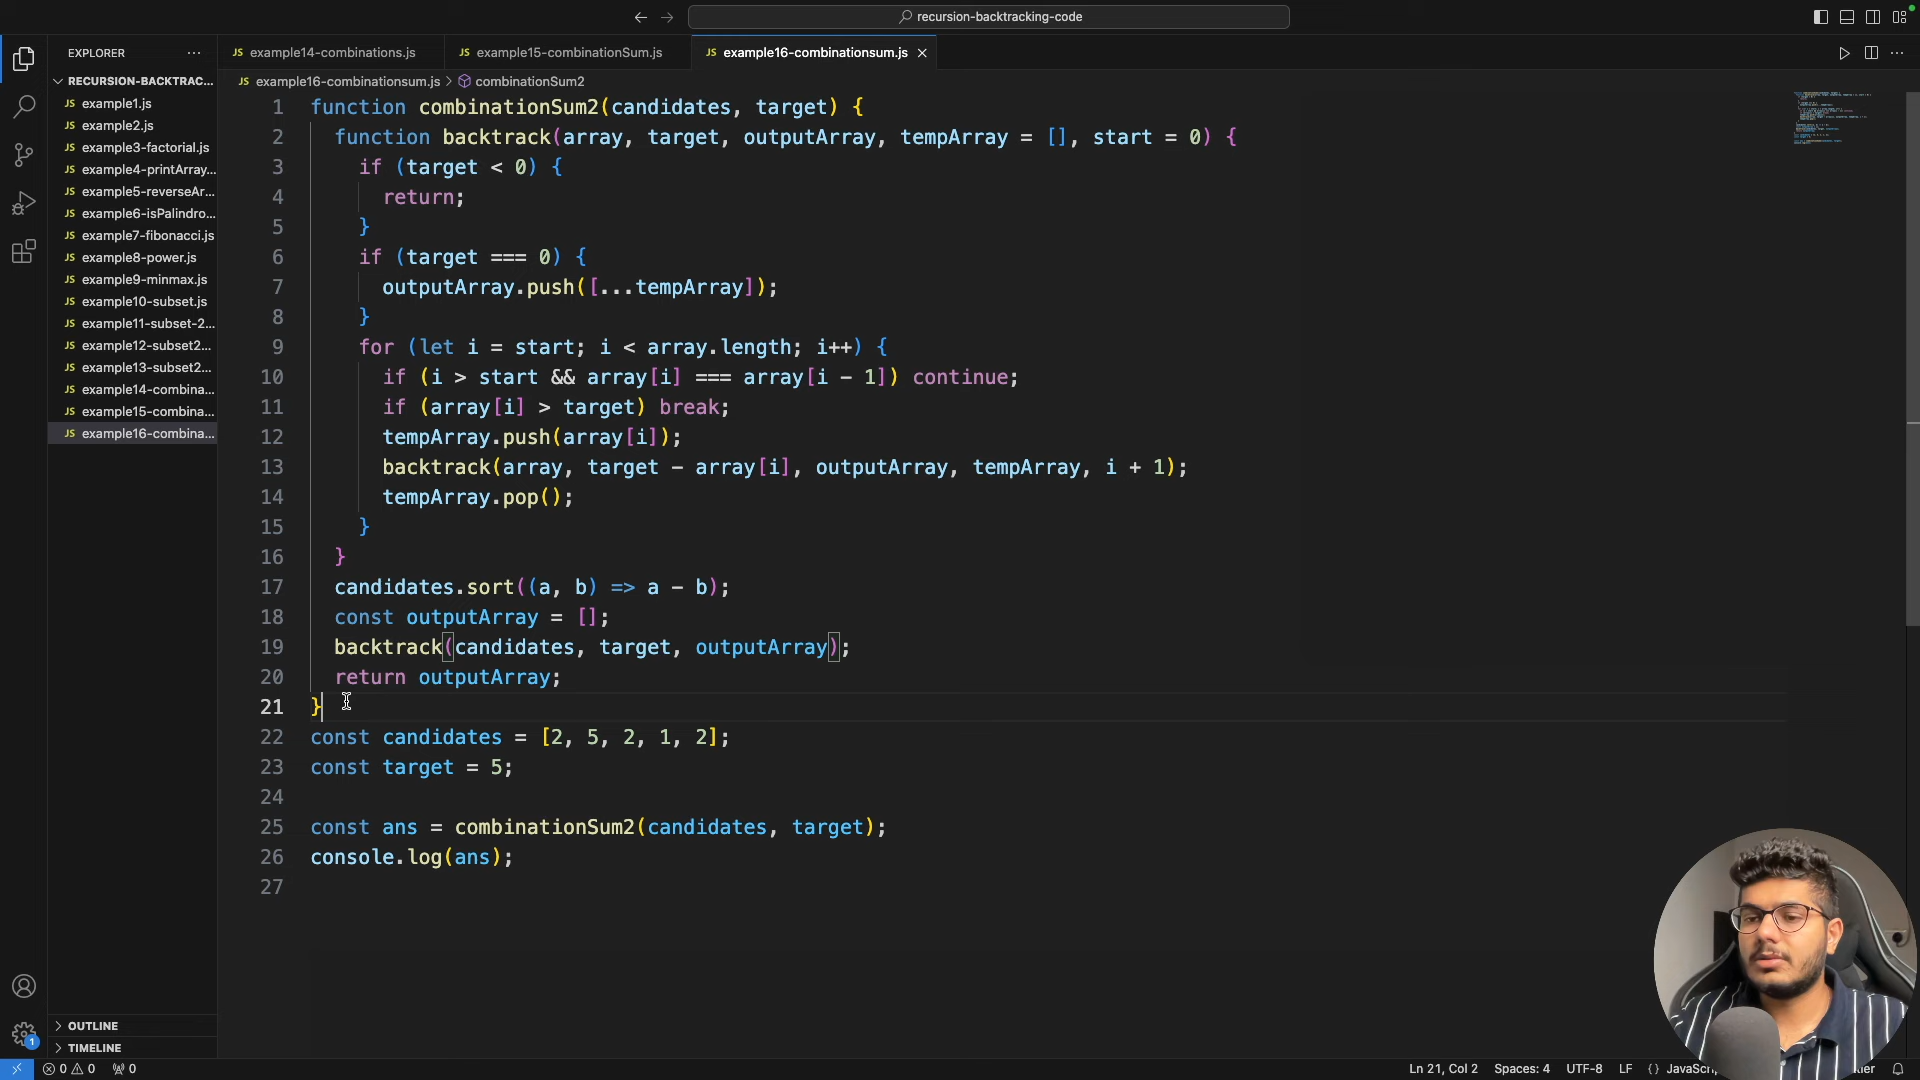 recursion-backtracking-code
EXPLORER
example14-combinations.js
example15-combinationSum.js
example16-combinationsum.js
RECURSION-BACKTRAC...
example16-combinationsum.js > combinationSum2
example1.js
example2.js
example3-factorial.js
example4-printArray...
example5-reverseAr...
example6-isPalindro...
example7-fibonacci.js
example8-power.js
example9-minmax.js
example10-subset.js
example11-subset-2...
example12-subset2...
example13-subset2...
example14-combina...
example15-combina...
example16-combina...
1 function combinationSum2(candidates, target) {
2 function backtrack(array, target, outputArray, tempArray = [], start = 0) {
3 if (target < 0) {
4 return;
5 }
6 if (target === 0) {
7 outputArray.push([...tempArray]);
8 }
9 for (let i = start; i < array.length; i++) {
10 if (i > start && array[i] === array[i - 1]) continue;
11 if (array[i] > target) break;
12 tempArray.push(array[i]);
13 backtrack(array, target - array[i], outputArray, tempArray, i + 1);
14 tempArray.pop();
15 }
16 }
17 candidates.sort((a, b) => a - b);
18 const outputArray = [];
19 backtrack(candidates, target, outputArray);
20 return outputArray;
21 }
22 const candidates = [2, 5, 2, 1, 2];
23 const target = 5;
24
25 const ans = combinationSum2(candidates, target);
26 console.log(ans);
27
OUTLINE
TIMELINE
1
0 0 0
Ln 21, Col 2 Spaces: 4 UTF-8 LF {}